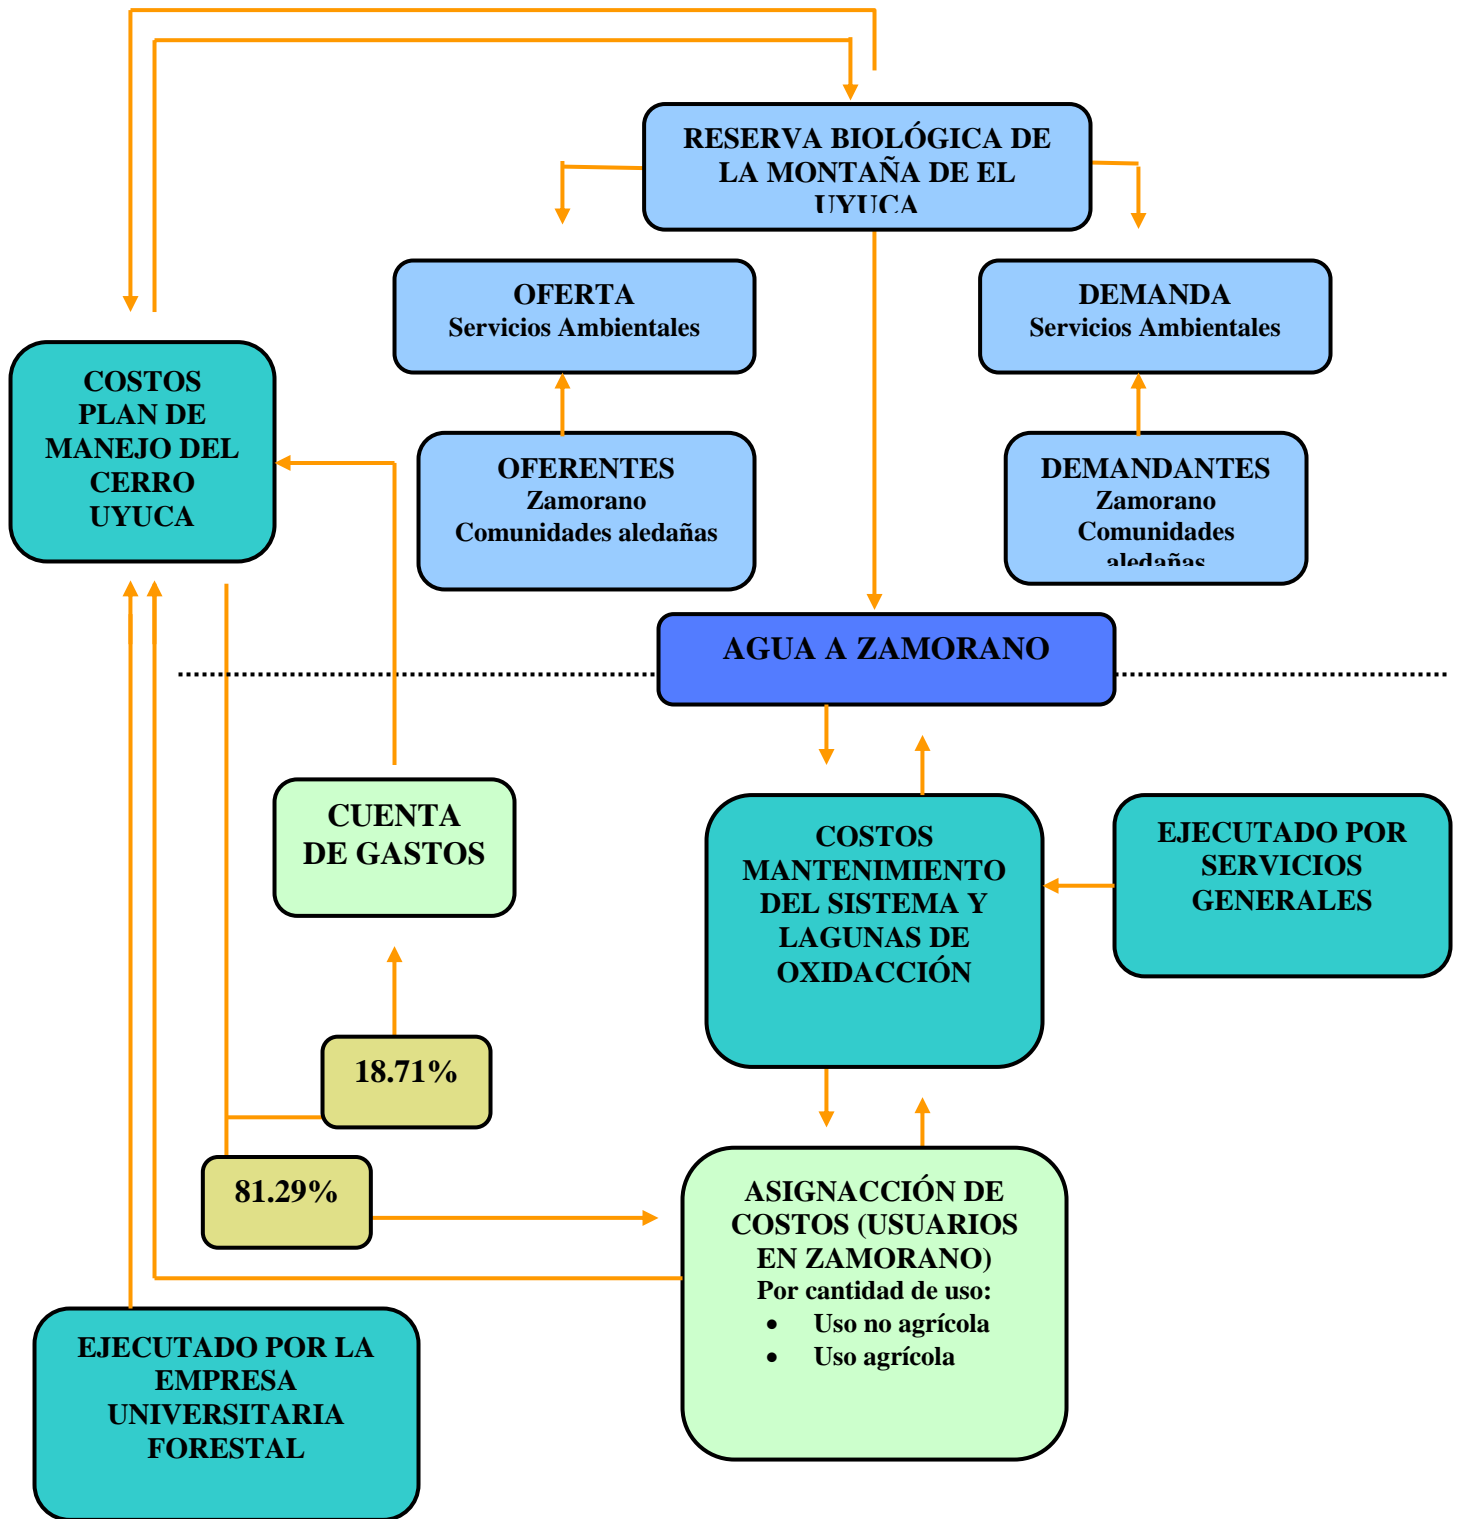 RESERVA BIOLÓGICA DE
LA MONTAÑA DE EL
UYUCA
OFERTA
Servicios Ambientales
DEMANDA
Servicios Ambientales
COSTOS
PLAN DE
MANEJO DEL
CERRO
UYUCA
OFERENTES
Zamorano
Comunidades aledañas
DEMANDANTES
Zamorano
Comunidades
aledañas
AGUA A ZAMORANO
CUENTA
DE GASTOS
COSTOS
MANTENIMIENTO
DEL SISTEMA Y
LAGUNAS DE
OXIDACCIÓN
EJECUTADO POR
SERVICIOS
GENERALES
18.71%
81.29%
ASIGNACCIÓN DE
COSTOS (USUARIOS
EN ZAMORANO)
Por cantidad de uso:
• Uso no agrícola
• Uso agrícola
EJECUTADO POR LA
EMPRESA
UNIVERSITARIA
FORESTAL